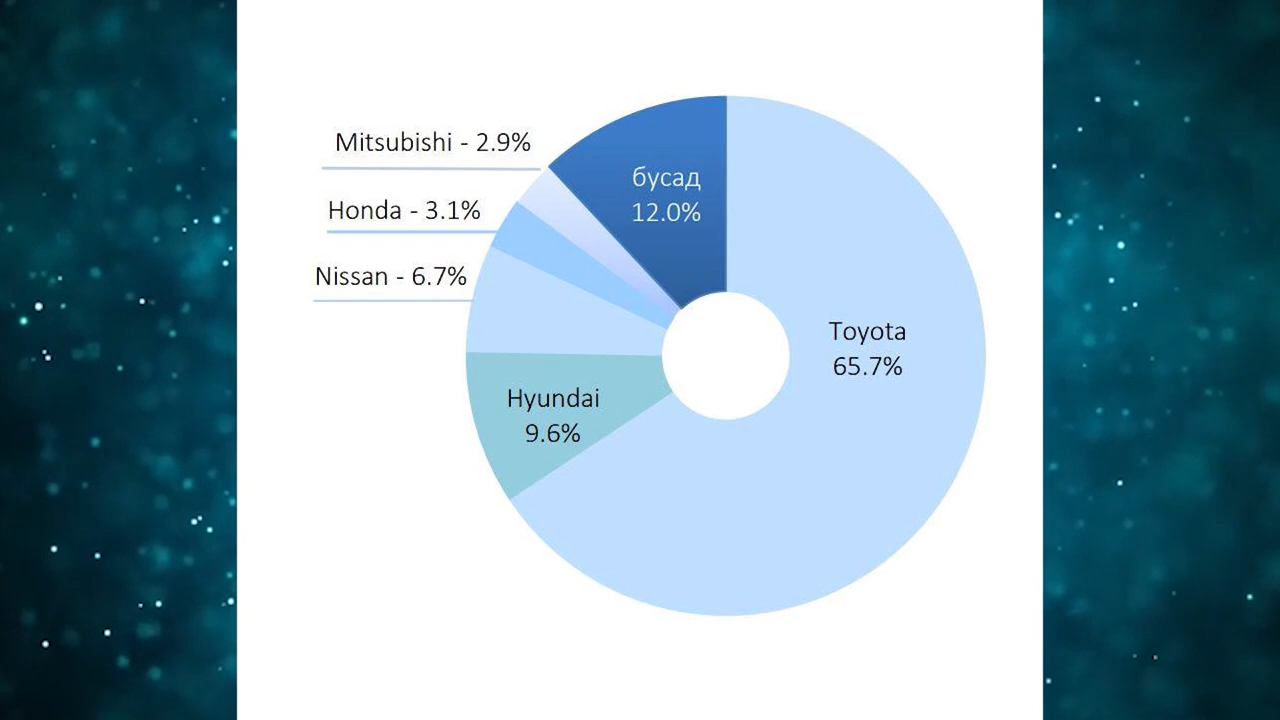 Mitsubishi - 2.9%
бусад
12.0%
Honda - 3.1%
Nissan - 6.7%
Toyota
65.7%
Hyundai
9.6%